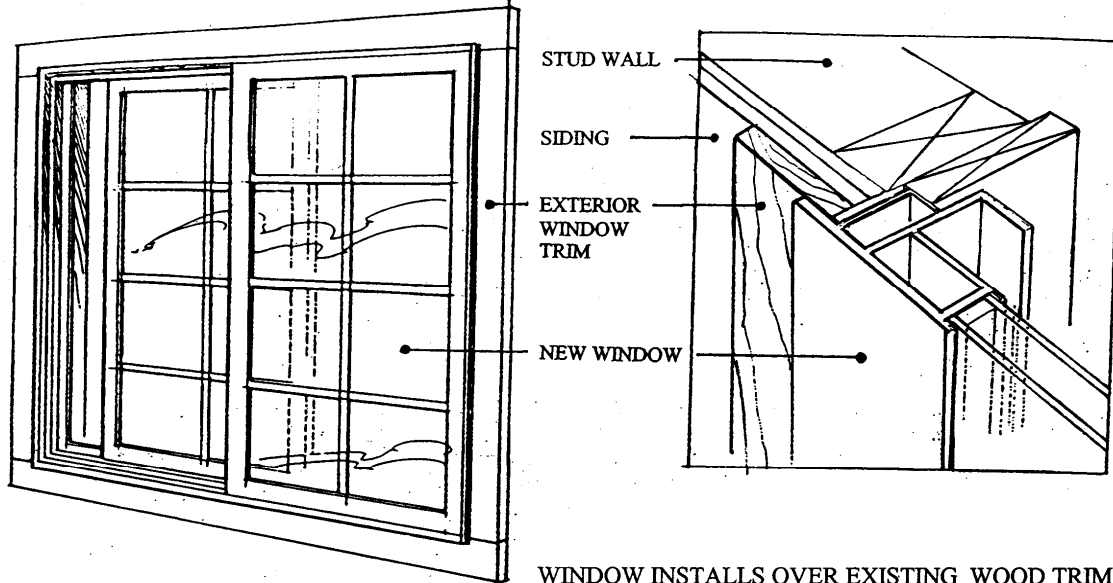 STUD WALL
SIDING
EXTERIOR
WINDOW
TRIM
NEW WINDOW
WINDOW INSTALLS OVER EXISTING WOOD TRIM